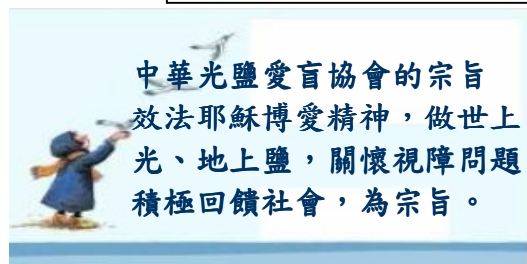 中華光鹽愛盲協會的宗旨
效法耶穌博愛精神，做世上
光、地上鹽，關懷視障問題
積極回饋社會，為宗旨。